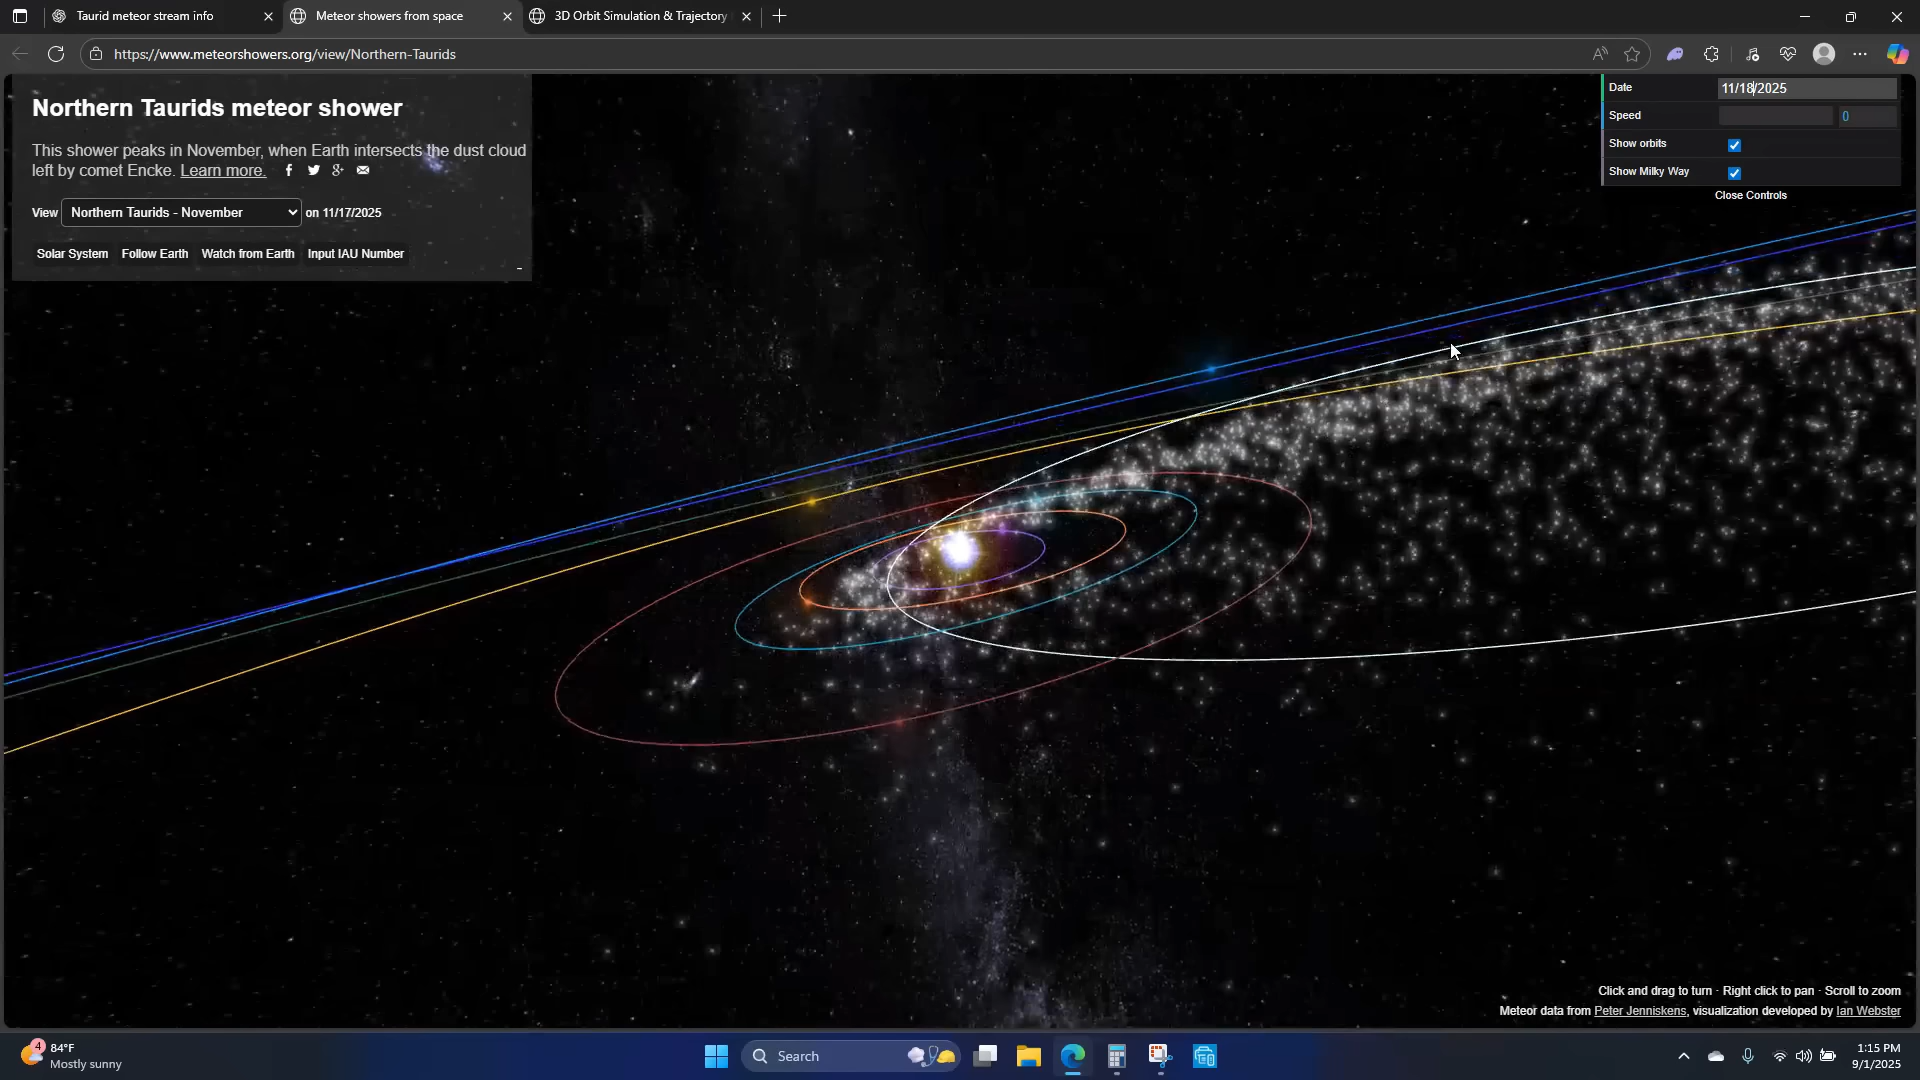 Taurid meteor stream info
Meteor showers from space
3D Orbit Simulation & Trajectory
https://www.meteorshowers.org/view/Northern-Taurids
Northern Taurids meteor shower
This shower peaks in November, when Earth intersects the dust cloud
left by comet Encke. Learn more.
View Northern Taurids - November on 11/17/2025
Solar System Follow Earth Watch from Earth Input IAU Number
-
Date 11/18/2025
Speed 0
Show orbits
Show Milky Way
Close Controls
Click and drag to turn · Right click to pan · Scroll to zoom
Meteor data from Peter Jenniskens, visualization developed by Ian Webster
4
84°F
Mostly sunny
Search
1:15 PM
9/1/2025